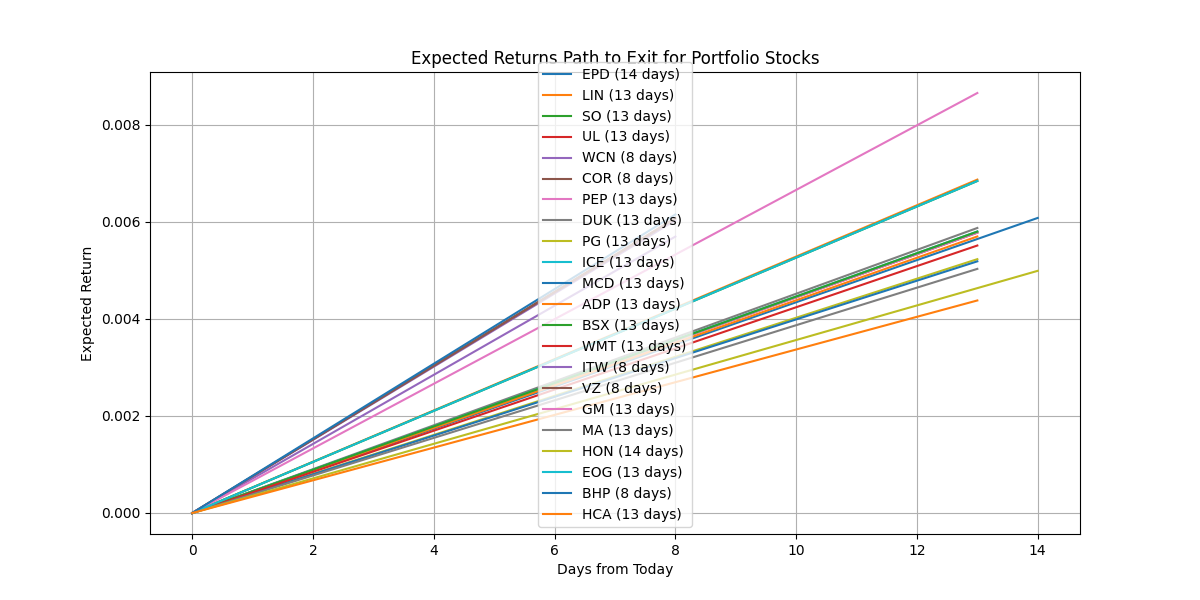 Expected Returns Path to Exit for Portfolio Stocks
EPD (14 days)
LIN (13 days)
SO (13 days)
UL (13 days)
WCN (8 days)
COR (8 days)
PEP (13 days)
DUK (13 days)
PG (13 days)
ICE (13 days)
MCD (13 days)
ADP (13 days)
BSX (13 days)
WMT (13 days)
ITW (8 days)
VZ (8 days)
GM (13 days)
MA (13 days)
HON (14 days)
EOG (13 days)
BHP (8 days)
HCA (13 days)
Expected Return
0.008
0.006
0.004
0.002
0.000
0 2 4 6 8 10 12 14
Days from Today